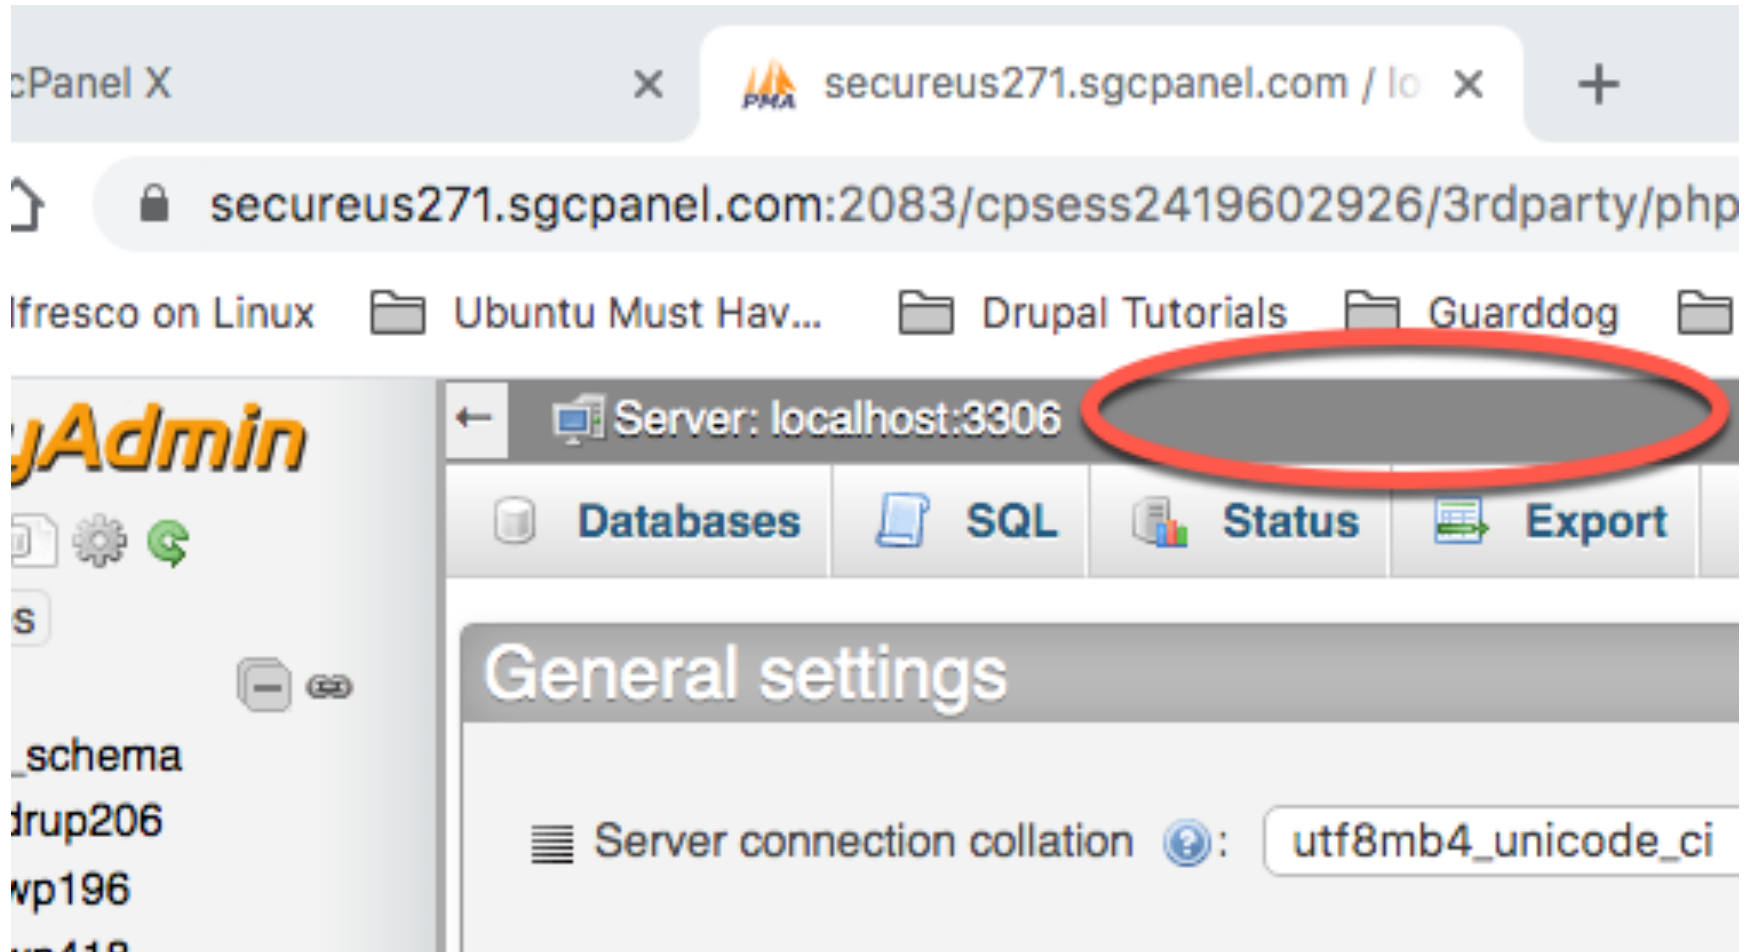 cPanel X
PMA secureus271.sgcpanel.com / lo
secureus271.sgcpanel.com:2083/cpsess2419602926/3rdparty/php
lfresco on Linux Ubuntu Must Hav... Drupal Tutorials Guarddog
yAdmin
Server: localhost:3306
Databases SQL Status Export
s
General settings
_schema
drup206
Server connection collation : utf8mb4_unicode_ci
wp196
wp418